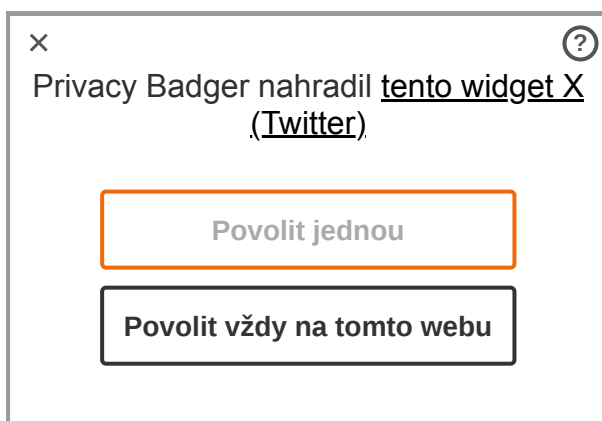 × ?
Privacy Badger nahradil tento widget X
(Twitter)
Povolit jednou
Povolit vždy na tomto webu